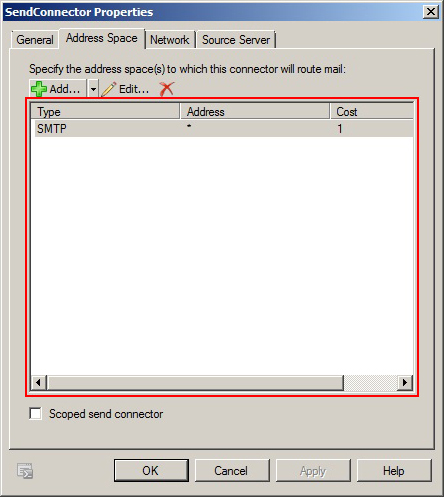 SendConnector Properties
General Address Space Network Source Server
Specify the address space(s) to which this connector will route mail:
Add... Edit...
Type Address Cost
SMTP * 1
Scoped send connector
OK Cancel Apply Help